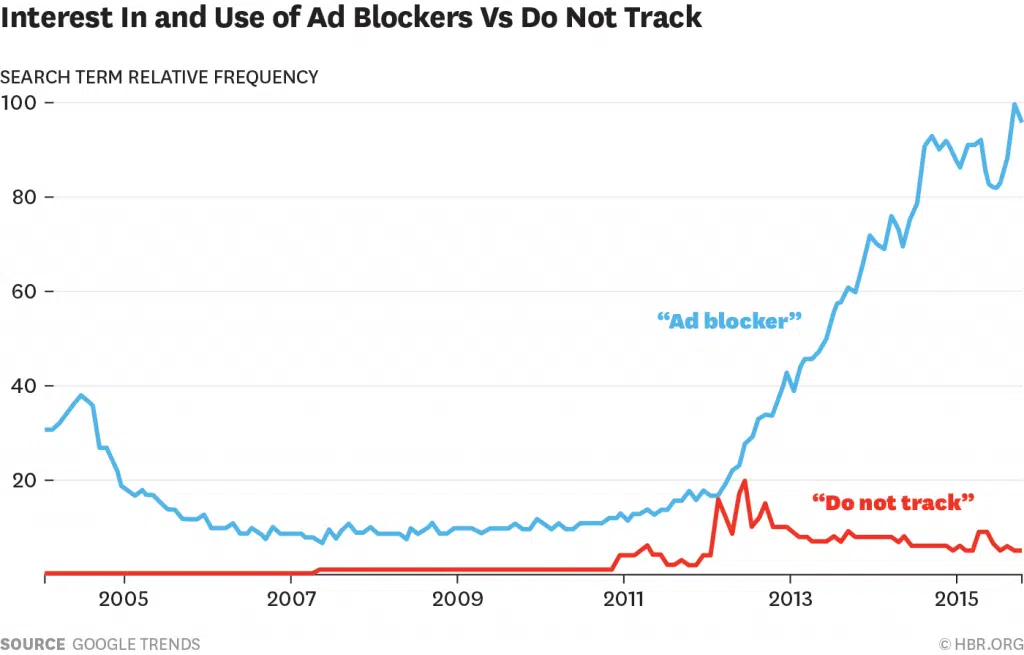 Interest In and Use of Ad Blockers Vs Do Not Track
SEARCH TERM RELATIVE FREQUENCY
100
80
60
40
20
“Ad blocker”
“Do not track”
2005 2007 2009 2011 2013 2015
SOURCE GOOGLE TRENDS © HBR.ORG